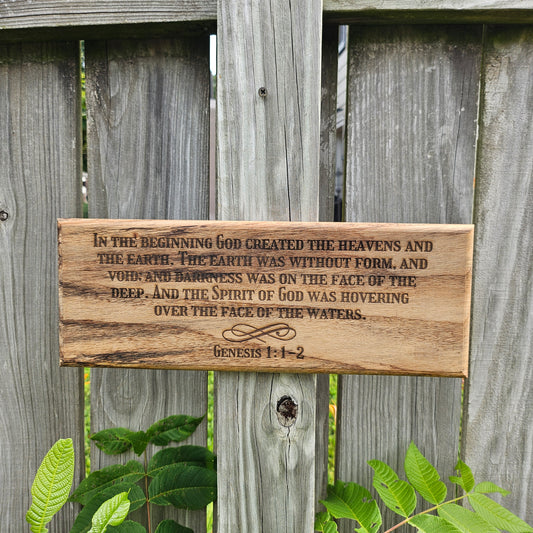 In the beginning God created the heavens and
the earth. The earth was without form, and
void; and darkness was on the face of the
deep. And the Spirit of God was hovering
over the face of the waters.
Genesis 1:1-2